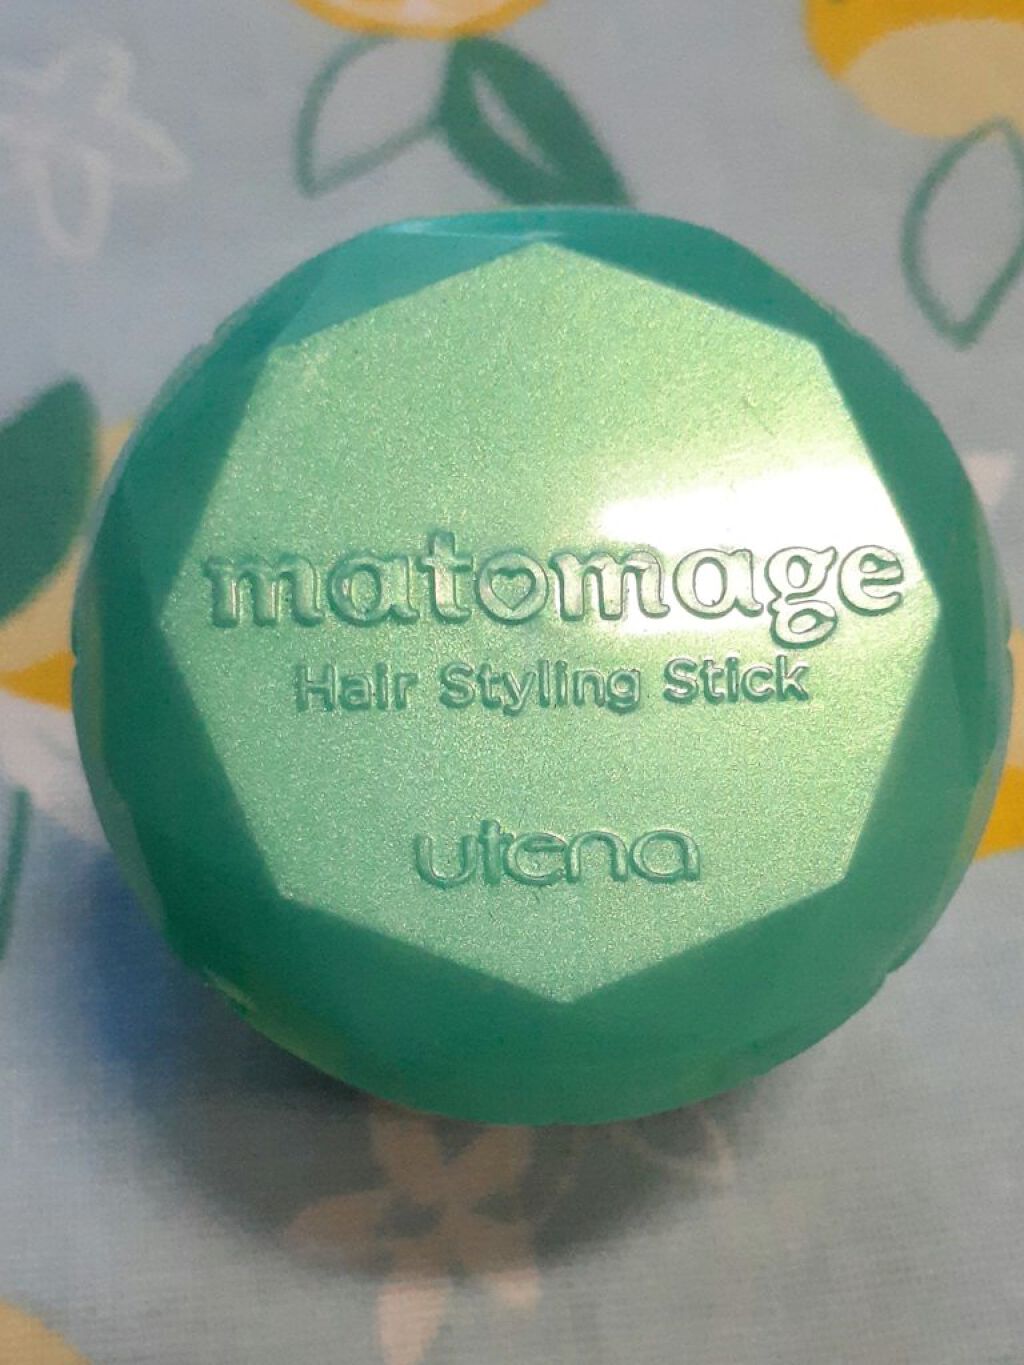 matomage
Hair Styling Stick
utena